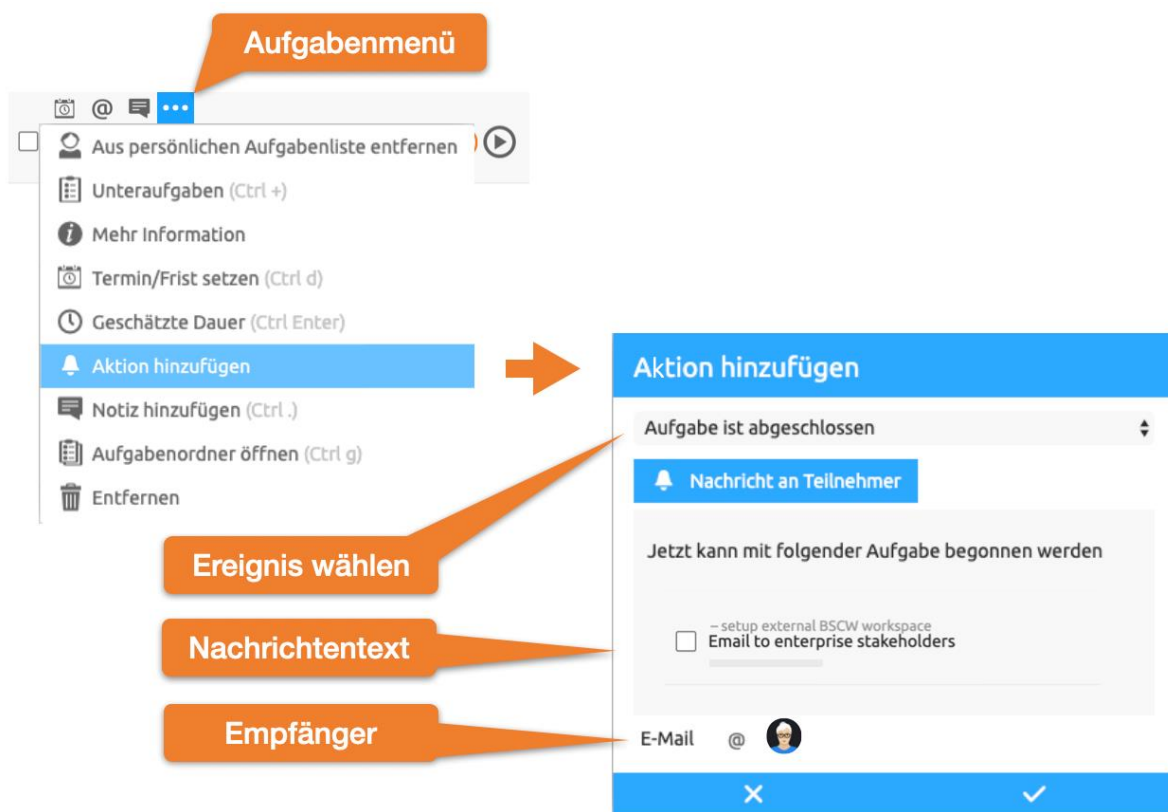 Aufgabenmenü
@
Aus persönlichen Aufgabenliste entfernen
Unteraufgaben (Ctrl +)
Mehr Information
Termin/Frist setzen (Ctrl d)
Geschätzte Dauer (Ctrl Enter)
Aktion hinzufügen
Notiz hinzufügen (Ctrl .)
Aufgabenordner öffnen (Ctrl g)
Entfernen
Ereignis wählen
Nachrichtentext
Empfänger
Aktion hinzufügen
Aufgabe ist abgeschlossen
Nachricht an Teilnehmer
Jetzt kann mit folgender Aufgabe begonnen werden
– setup external BSCW workspace
Email to enterprise stakeholders
E-Mail @